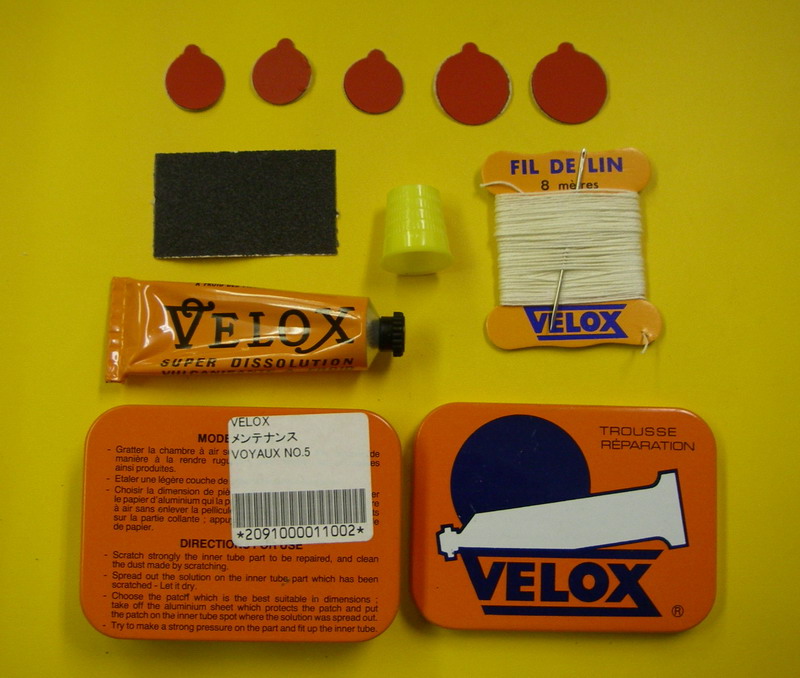 FIL DE LIN
8 mètres
VELOX
VELOX
SUPER DISSOLUTION
VELOX
メンテナンス
VOYAUX NO.5
*2091000011002*
MODE
- Gratter la chambre à air
manière à la rendre de
ainsi produites.
- Etaler une légère couche de
- Choisir la dimension de
le papier d'aluminium qui la
à air sans enlever la
sur la partie collante ;
de papier.
DIRECTIONS FOR USE
- Scratch strongly the inner tube part to be repaired, and clean
the dust made by scratching.
- Spread out the solution on the inner tube part which has been
scratched - Let it dry.
- Choose the patch which is the best suitable in dimensions ;
take off the aluminium sheet which protects the patch and put
the patch on the inner tube spot where the solution was spread out.
- Try to make a strong pressure on the part and fit up the inner tube.
TROUSSE
RÉPARATION
VELOX ®